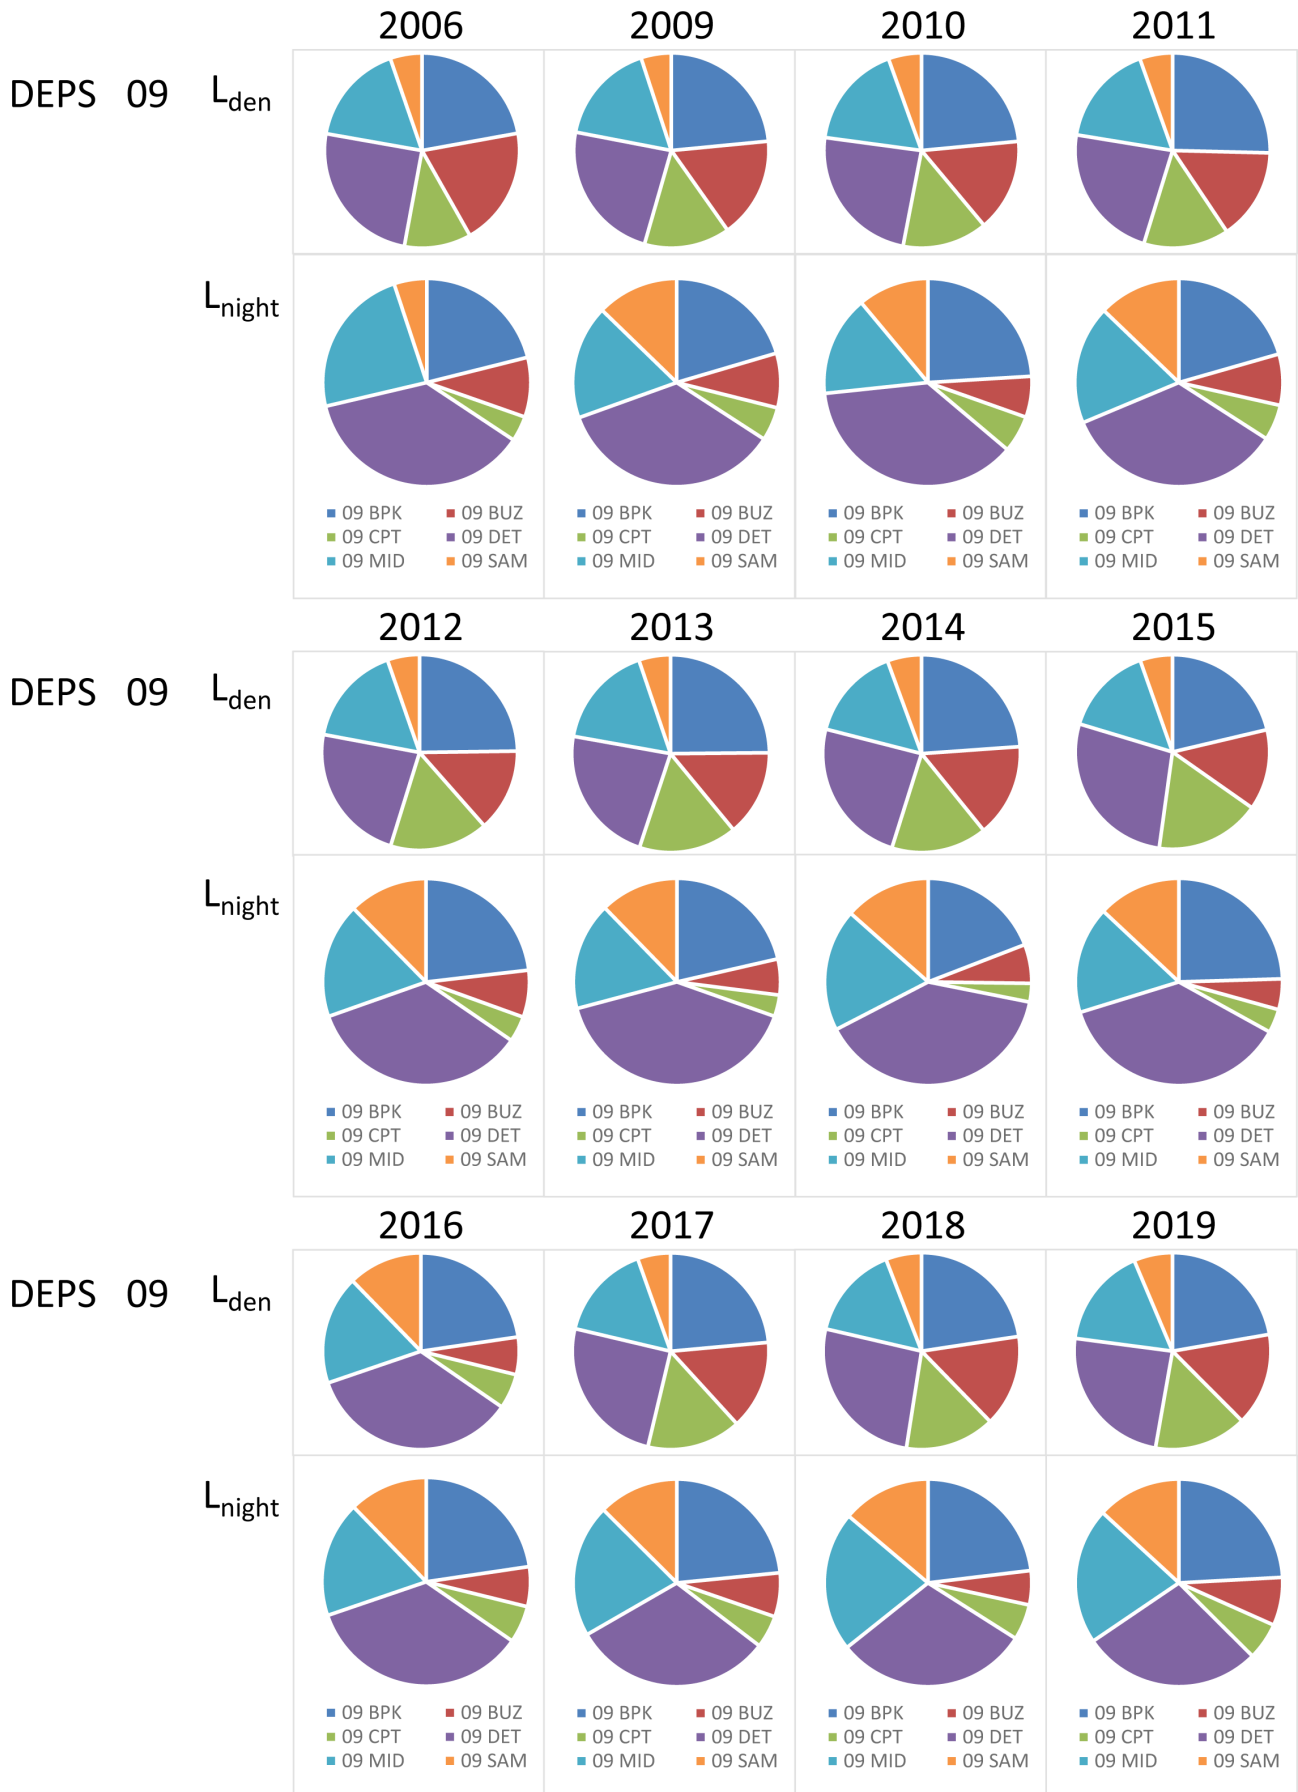 2006 2009 2010 2011
DEPS 09 Lden
Lnight
09 BPK 09 BUZ 09 BPK 09 BUZ 09 BPK 09 BUZ 09 BPK 09 BUZ
09 CPT 09 DET 09 CPT 09 DET 09 CPT 09 DET 09 CPT 09 DET
09 MID 09 SAM 09 MID 09 SAM 09 MID 09 SAM 09 MID 09 SAM
2012 2013 2014 2015
DEPS 09 Lden
Lnight
09 BPK 09 BUZ 09 BPK 09 BUZ 09 BPK 09 BUZ 09 BPK 09 BUZ
09 CPT 09 DET 09 CPT 09 DET 09 CPT 09 DET 09 CPT 09 DET
09 MID 09 SAM 09 MID 09 SAM 09 MID 09 SAM 09 MID 09 SAM
2016 2017 2018 2019
DEPS 09 Lden
Lnight
09 BPK 09 BUZ 09 BPK 09 BUZ 09 BPK 09 BUZ 09 BPK 09 BUZ
09 CPT 09 DET 09 CPT 09 DET 09 CPT 09 DET 09 CPT 09 DET
09 MID 09 SAM 09 MID 09 SAM 09 MID 09 SAM 09 MID 09 SAM